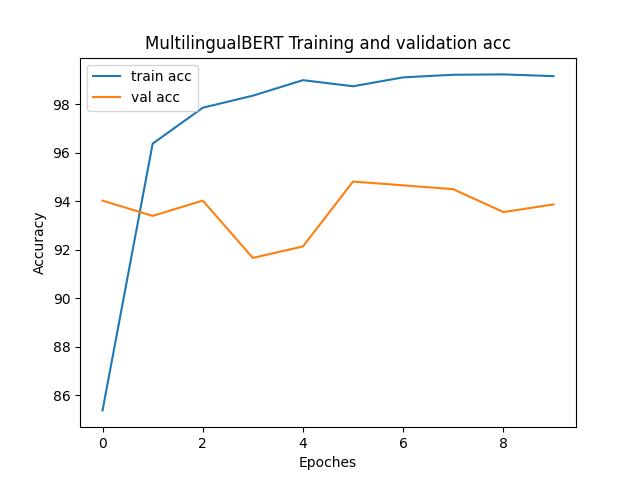 MultilingualBERT Training and validation acc
train acc
val acc
98
96
94
92
90
88
86
Accuracy
0 2 4 6 8
Epoches